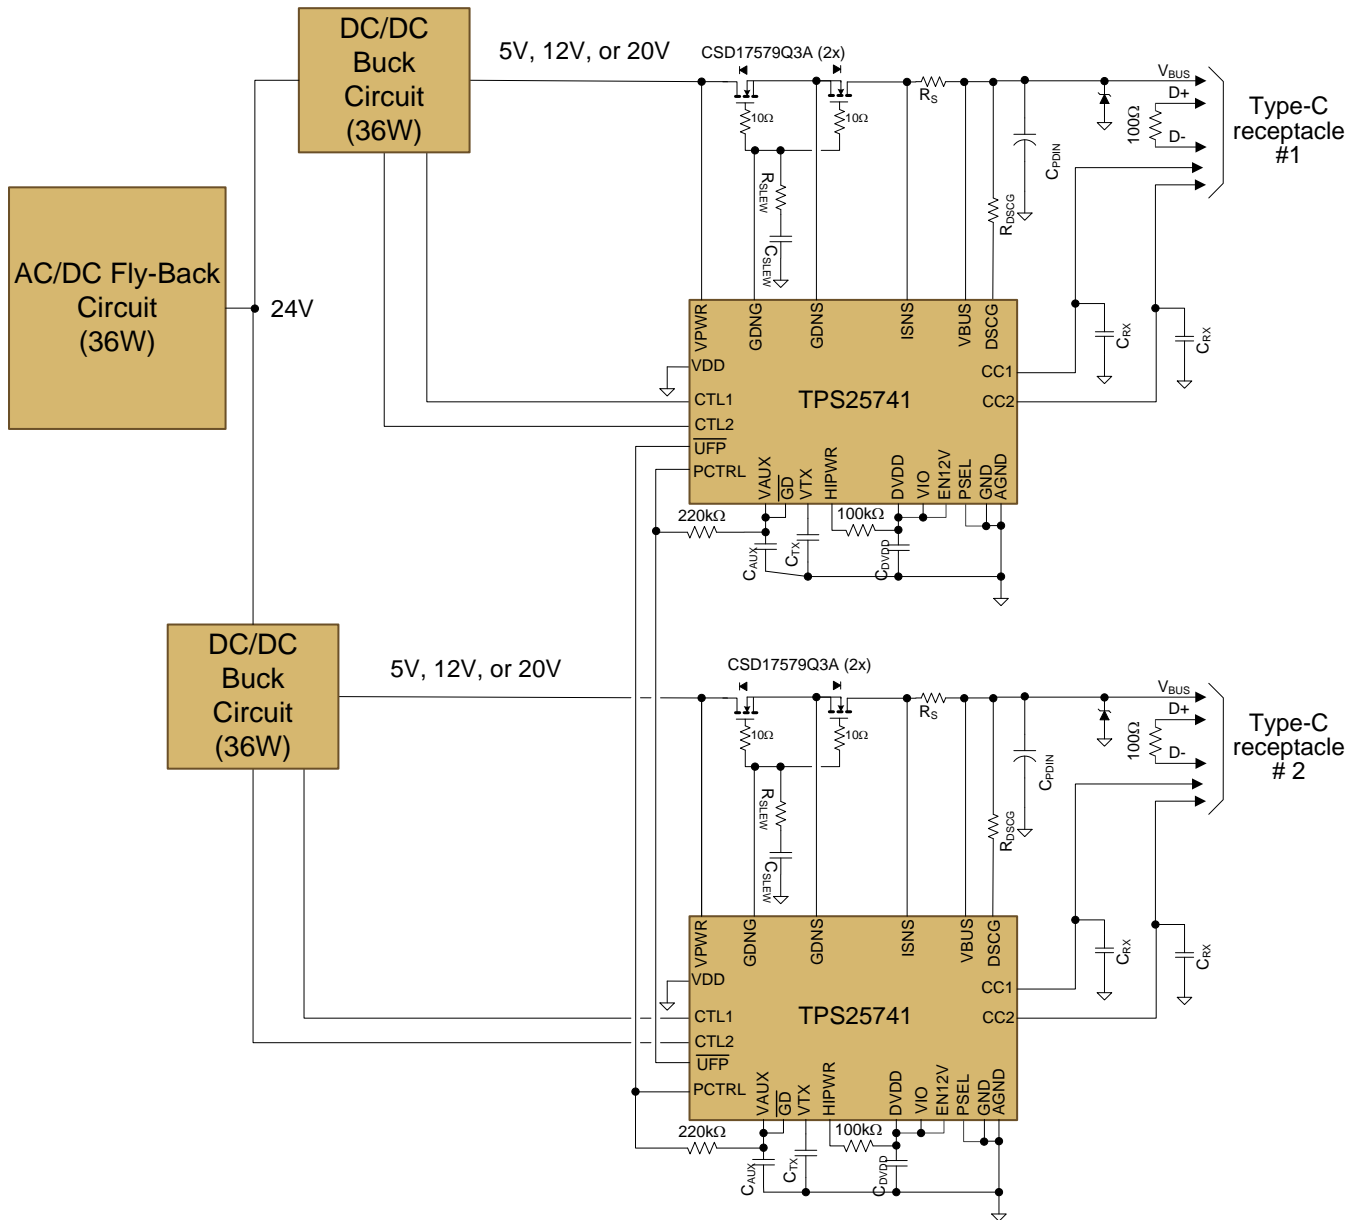 DC/DC
Buck
Circuit
(36W)
5V, 12V, or 20V
CSD17579Q3A (2x)
10Ω
10Ω
RSLEW
CSLEW
RS
RDSCG
CPDIN
VBUS
D+
100Ω
D-
Type-C
receptacle
#1
AC/DC Fly-Back
Circuit
(36W)
24V
CRX
CRX
VPWR
GDNG
GDNS
ISNS
VBUS
DSCG
VDD
CTL1
CTL2
UFP
PCTRL
TPS25741
CC1
CC2
VAUX
GD
VTX
HIPWR
DVDD
VIO
EN12V
PSEL
GND
AGND
220kΩ
100kΩ
CAUX
CTX
CDVDD
DC/DC
Buck
Circuit
(36W)
5V, 12V, or 20V
CSD17579Q3A (2x)
10Ω
10Ω
RSLEW
CSLEW
RS
RDSCG
CPDIN
VBUS
D+
100Ω
D-
Type-C
receptacle
# 2
CRX
CRX
VPWR
GDNG
GDNS
ISNS
VBUS
DSCG
VDD
CTL1
CTL2
UFP
PCTRL
TPS25741
CC1
CC2
VAUX
GD
VTX
HIPWR
DVDD
VIO
EN12V
PSEL
GND
AGND
220kΩ
100kΩ
CAUX
CTX
CDVDD